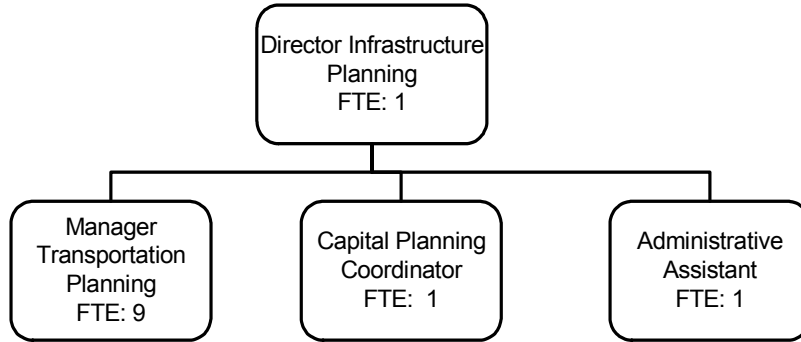 Director Infrastructure
Planning
FTE: 1
Manager
Transportation
Planning
FTE: 9
Capital Planning
Coordinator
FTE:  1
Administrative
Assistant
FTE: 1